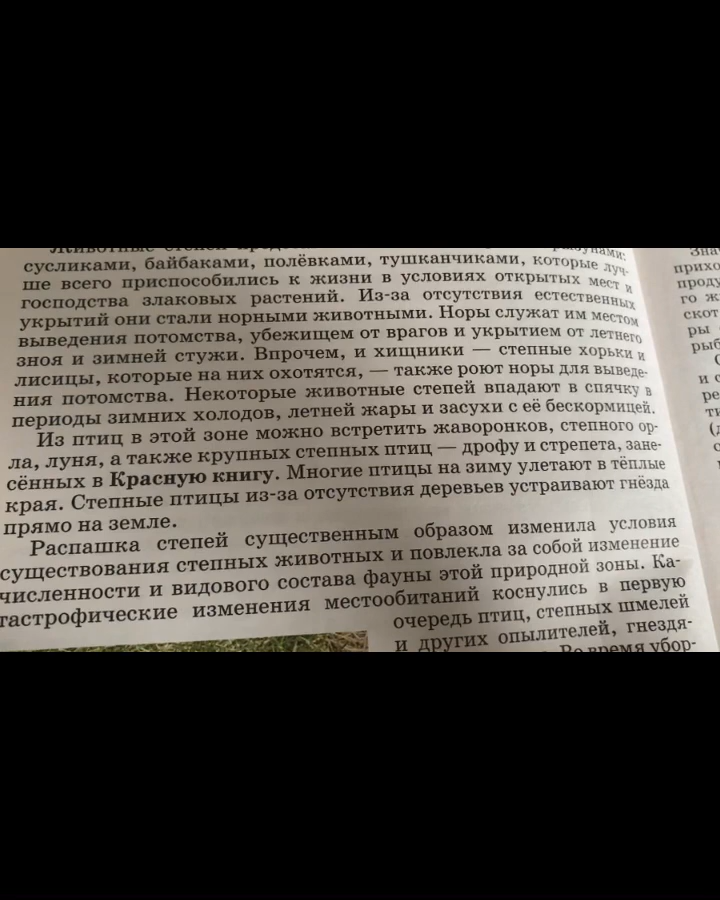 Животные степей
сусликами, байбаками, полёвками, тушканчиками, которые луч-
ше всего приспособились к жизни в условиях открытых мест и
господства злаковых растений. Из-за отсутствия естественных
укрытий они стали норными животными. Норы служат им местом
выведения потомства, убежищем от врагов и укрытием от летнего
зноя и зимней стужи. Впрочем, и хищники — степные хорьки и
лисицы, которые на них охотятся, — также роют норы для выведе-
ния потомства. Некоторые животные степей впадают в спячку в
периоды зимних холодов, летней жары и засухи с её бескормицей.
Из птиц в этой зоне можно встретить жаворонков, степного ор-
ла, луня, а также крупных степных птиц — дрофу и стрепета, зане-
сённых в Красную книгу. Многие птицы на зиму улетают в тёплые
края. Степные птицы из-за отсутствия деревьев устраивают гнёзда
прямо на земле.
Распашка степей существенным образом изменила условия
существования степных животных и повлекла за собой изменение
численности и видового состава фауны этой природной зоны. Ка-
тастрофические изменения местообитаний коснулись в первую
очередь птиц, степных шмелей
и других опылителей, гнездя-
Во время убор-